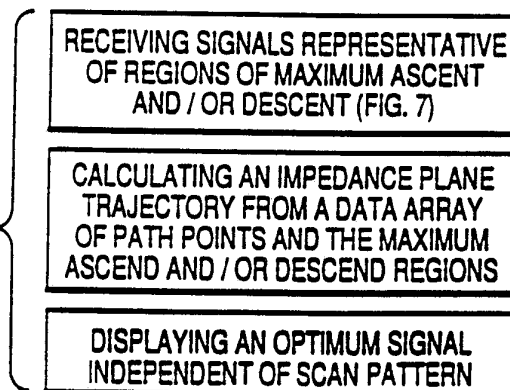 RECEIVING SIGNALS REPRESENTATIVE
OF REGIONS OF MAXIMUM ASCENT
AND / OR DESCENT (FIG. 7)
CALCULATING AN IMPEDANCE PLANE
TRAJECTORY FROM A DATA ARRAY
OF PATH POINTS AND THE MAXIMUM
ASCEND AND / OR DESCEND REGIONS
DISPLAYING AN OPTIMUM SIGNAL
INDEPENDENT OF SCAN PATTERN